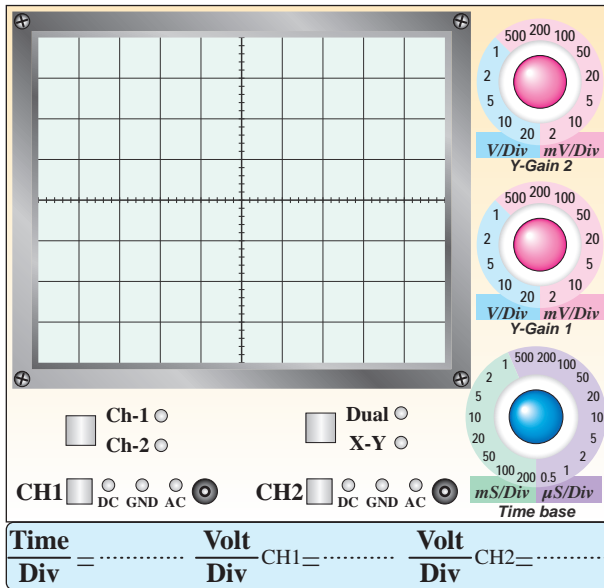 500 200 100
1 50
2 20
5 10
10 2
20
V/Div mV/Div
Y-Gain 2
500 200 100
1 50
2 20
5 10
10 2
20
V/Div mV/Div
Y-Gain 1
500 200 100
1 50
2 20
5 10
10 5
20 2
50 1
100 0.5
200
mS/Div µS/Div
Time base
Ch-1
Ch-2
Dual
X-Y
CH1 DC GND AC
CH2 DC GND AC
Time/Div = ............ Volt/Div CH1= ............ Volt/Div CH2= ............